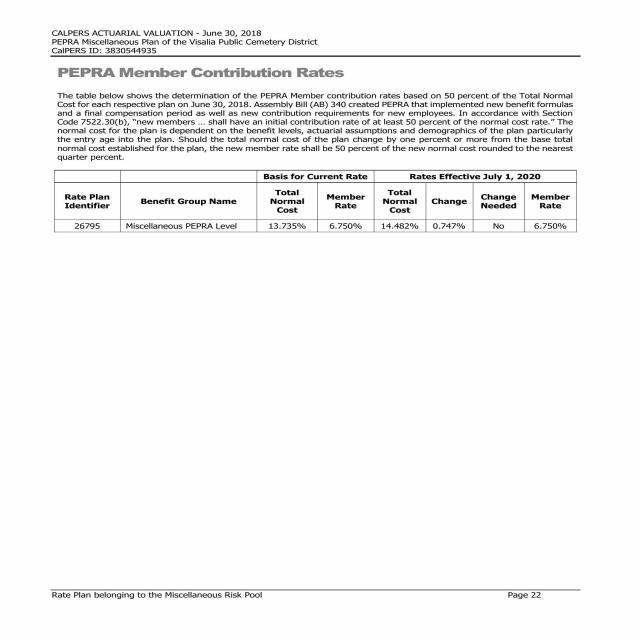 CALPERS ACTUARIAL VALUATION - June 30, 2018
PEPRA Miscellaneous Plan of the Visalia Public Cemetery District
CalPERS ID: 3830544935
PEPRA Member Contribution Rates
The table below shows the determination of the PEPRA Member contribution rates based on 50 percent of the Total Normal
Cost for each respective plan on June 30, 2018. Assembly Bill (AB) 340 created PEPRA that implemented new benefit formulas
and a final compensation period as well as new contribution requirements for new employees. In accordance with Section
Code 7522.30(b), “new members … shall have an initial contribution rate of at least 50 percent of the normal cost rate.” The
normal cost for the plan is dependent on the benefit levels, actuarial assumptions and demographics of the plan particularly
the entry age into the plan. Should the total normal cost of the plan change by one percent or more from the base total
normal cost established for the plan, the new member rate shall be 50 percent of the new normal cost rounded to the nearest
quarter percent.
Basis for Current Rate Rates Effective July 1, 2020
Rate Plan Identifier Benefit Group Name Total Normal Cost Member Rate Total Normal Cost Change Change Needed Member Rate
26795 Miscellaneous PEPRA Level 13.735% 6.750% 14.482% 0.747% No 6.750%
Rate Plan belonging to the Miscellaneous Risk Pool Page 22